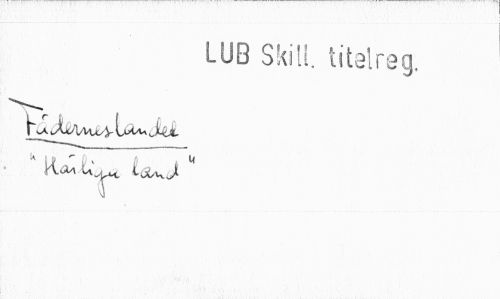 LUB Skill. titelreg.
Fäderneslandet
"Härliga land"